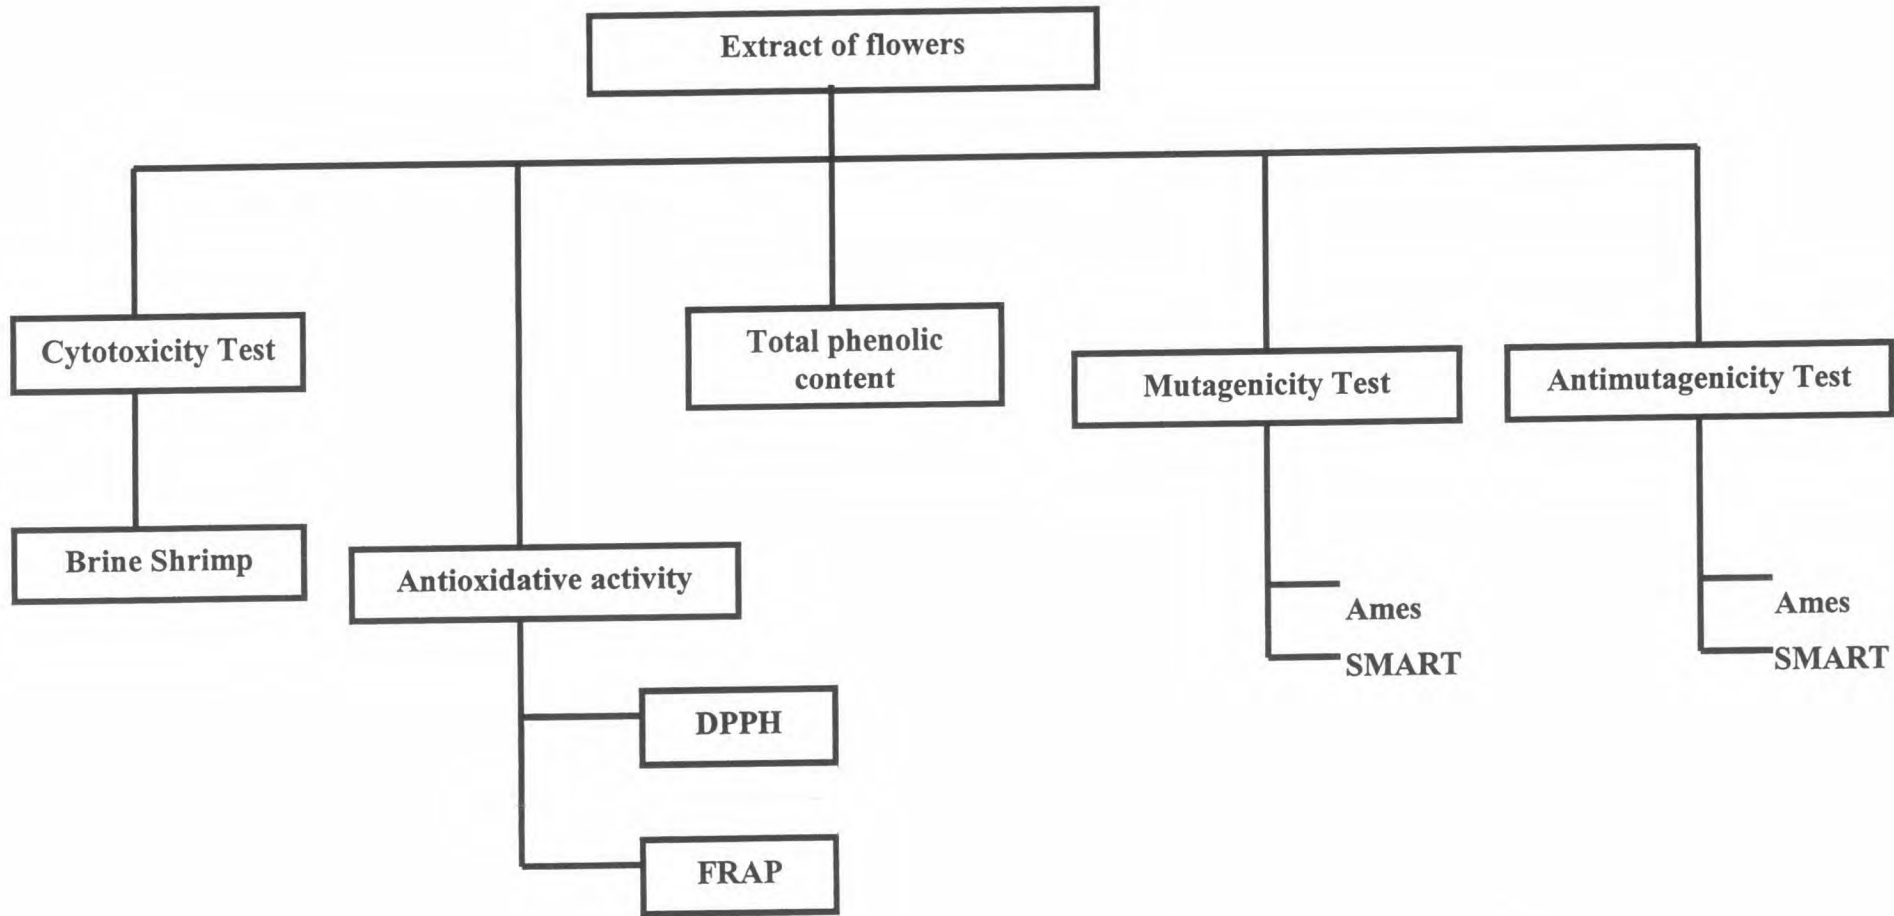 Extract of flowers
Cytotoxicity Test
Brine Shrimp
Antioxidative activity
DPPH
FRAP
Total phenolic
content
Mutagenicity Test
Ames
SMART
Antimutagenicity Test
Ames
SMART